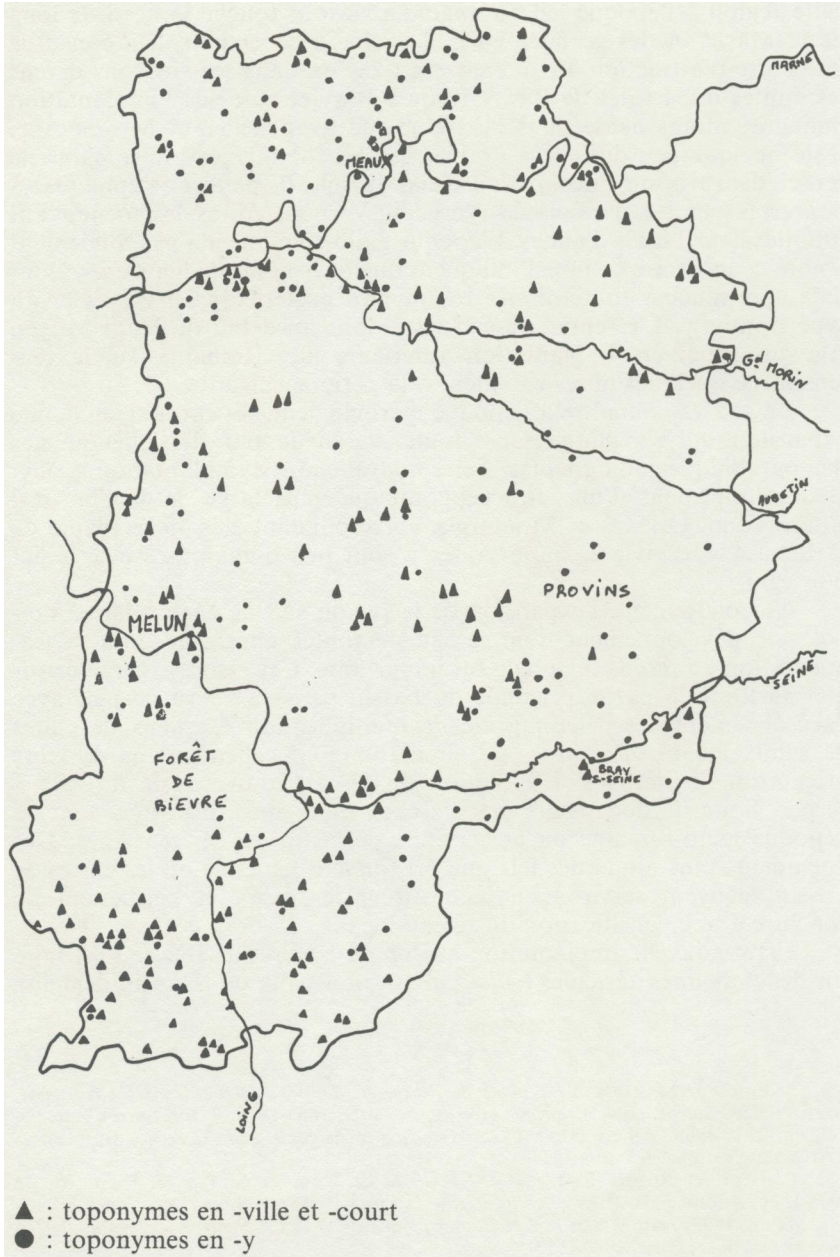 MARNE
MEAUX
Gd MORIN
AUBETIN
PROVINS
MELUN
SEINE
FORÊT
DE
BIEVRE
BRAY
S-SEINE
LOING
▲ : toponymes en -ville et -court
● : toponymes en -y